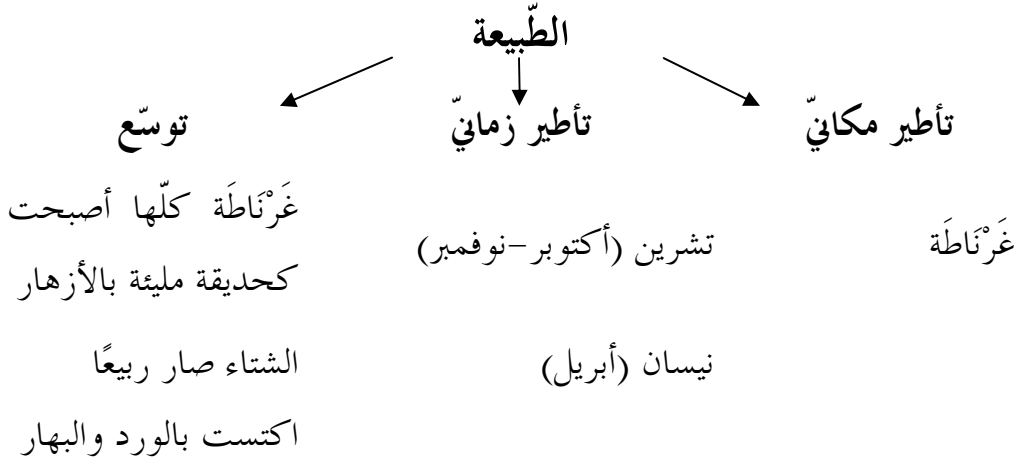 الطّبيعة
تأطير مكانيّ
تأطير زمانيّ
توسّع
غَرْنَاطَة
تشرين (أكتوبر-نوفمبر)
نيسان (أبريل)
غَرْنَاطَة كلّها أصبحت
كحديقة مليئة بالأزهار
الشتاء صار ربيعًا
اكتست بالورد والبهار